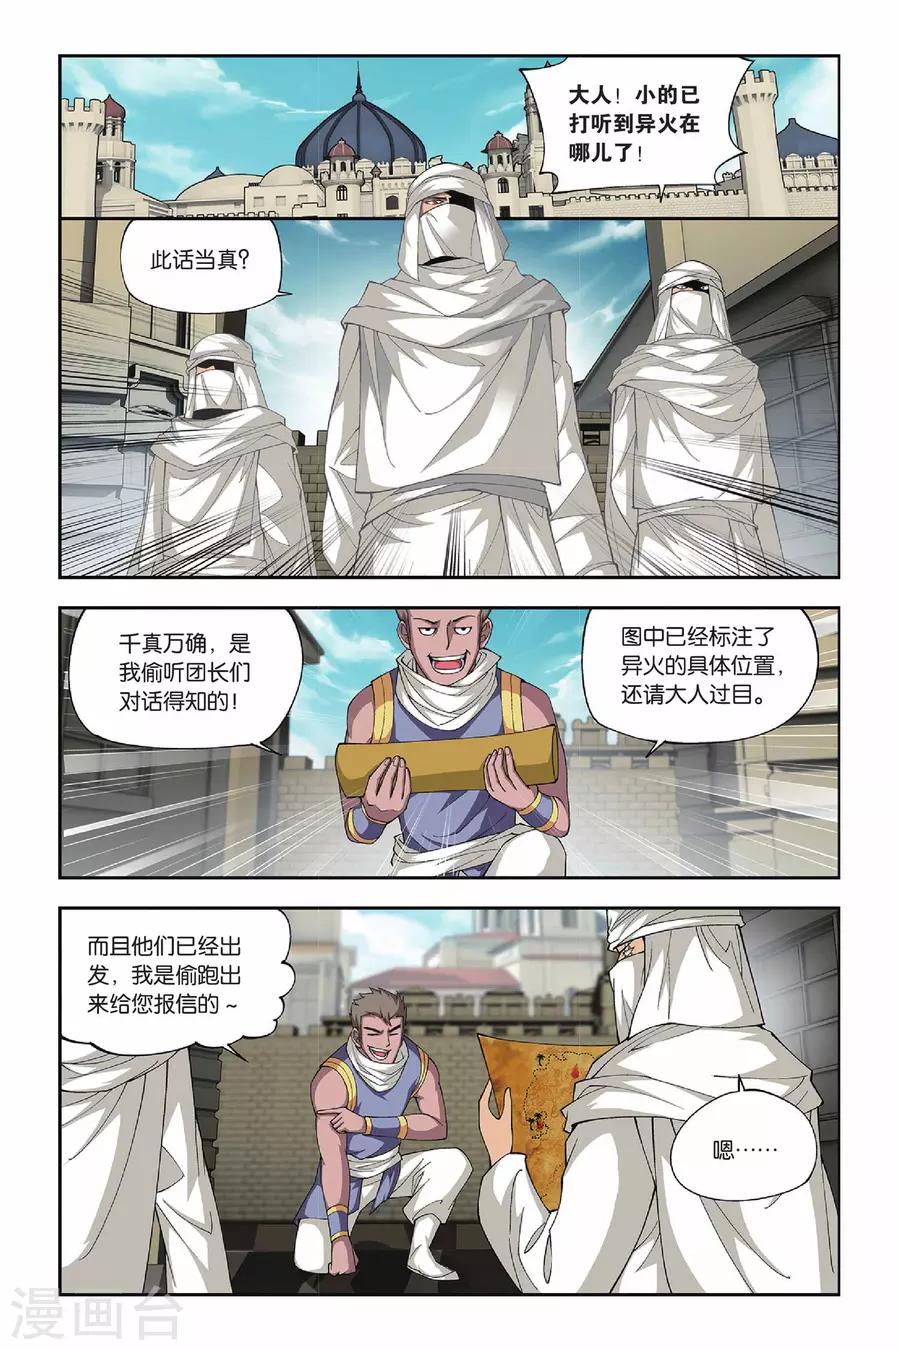 大人！小的已
打听到异火在
哪儿了！
此话当真？
千真万确，是
我偷听团长们
对话得知的！
图中已经标注了
异火的具体位置，
还请大人过目。
而且他们已经出
发，我是偷跑出
来给您报信的～
嗯……
漫画台